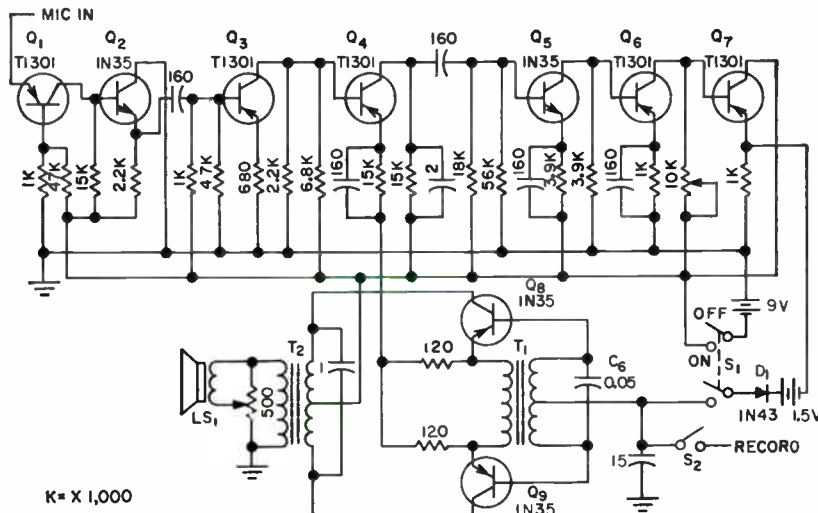 MIC IN
Q1 Q2 Q3 Q4 160 Q5 Q6 Q7
T1301 1N35 T1301 T1301 1N35 T1301 T1301
160
1K 4.7K 15K 2.2K 1K 4.7K 680 2.2K 6.8K 160 15K 15K 2 18K 56K 160 3.9K 3.9K 160 1K 10K 1K
Q8
1N35
OFF 9V
ON S1
T2 1 120 T1 C6
0.05
D1
1N43 1.5V
LS1 500
120
15 S2 RECORD
Q9
1N35
K= X 1,000